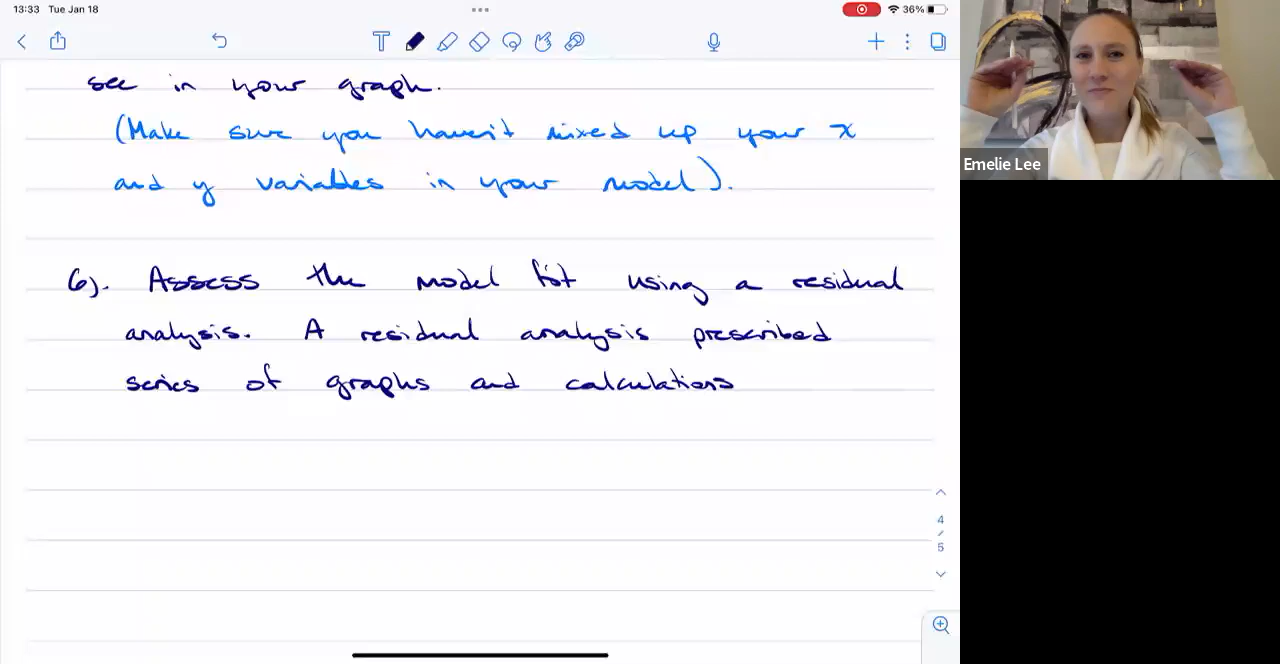 13:33 Tue Jan 18
36%
see in your graph.
(Make sure you haven't mixed up your x
and y variables in your model).
6). Assess the model fit using a residual
analysis. A residual analysis prescribed
series of graphs and calculations
4
/
5
Emelie Lee